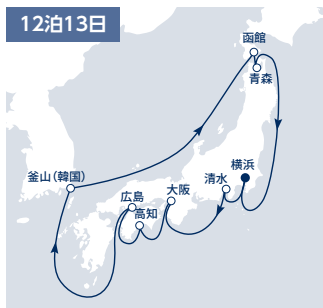 12泊13日
函館
青森
釜山(韓国)
広島
大阪
清水
横浜
高知